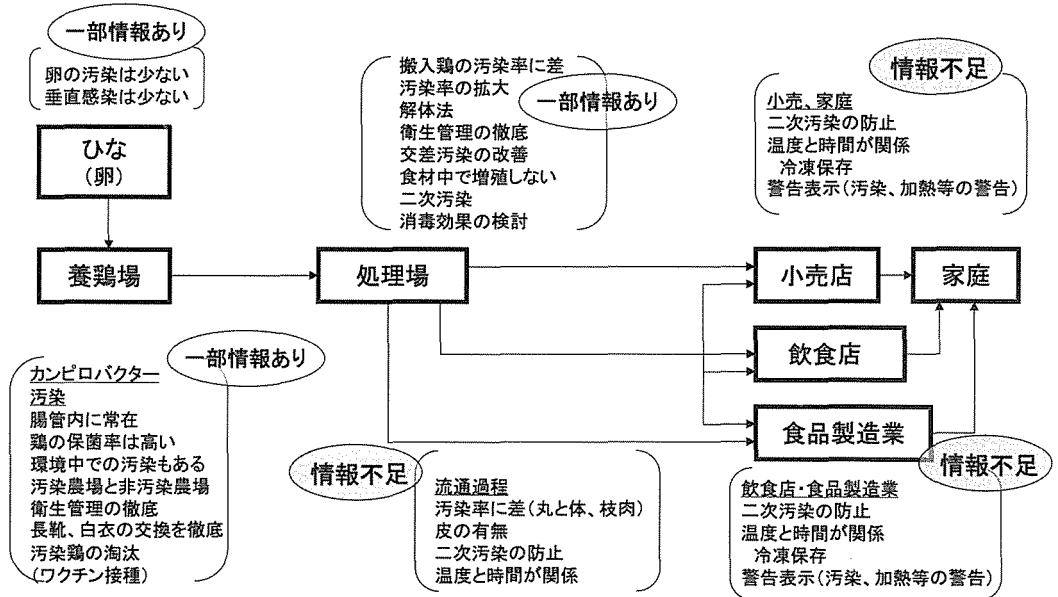 一部情報あり
卵の汚染は少ない
垂直感染は少ない
ひな
(卵)
搬入鶏の汚染率に差
汚染率の拡大
解体法
衛生管理の徹底
交差汚染の改善
食材中で増殖しない
二次汚染
消毒効果の検討
一部情報あり
情報不足
小売、家庭
二次汚染の防止
温度と時間が関係
冷凍保存
警告表示(汚染、加熱等の警告)
養鶏場
処理場
小売店
家庭
飲食店
食品製造業
一部情報あり
カンピロバクター
汚染
腸管内に常在
鶏の保菌率は高い
環境中での汚染もある
汚染農場と非汚染農場
衛生管理の徹底
長靴、白衣の交換を徹底
汚染鶏の淘汰
(ワクチン接種)
情報不足
流通過程
汚染率に差(丸と体、枝肉)
皮の有無
二次汚染の防止
温度と時間が関係
情報不足
飲食店・食品製造業
二次汚染の防止
温度と時間が関係
冷凍保存
警告表示(汚染、加熱等の警告)